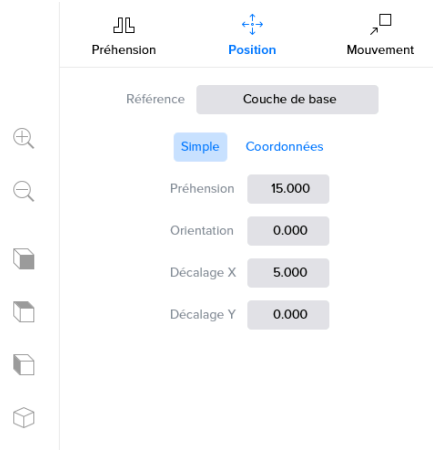 Préhension Position Mouvement
Référence Couche de base
Simple Coordonnées
Préhension 15.000
Orientation 0.000
Décalage X 5.000
Décalage Y 0.000